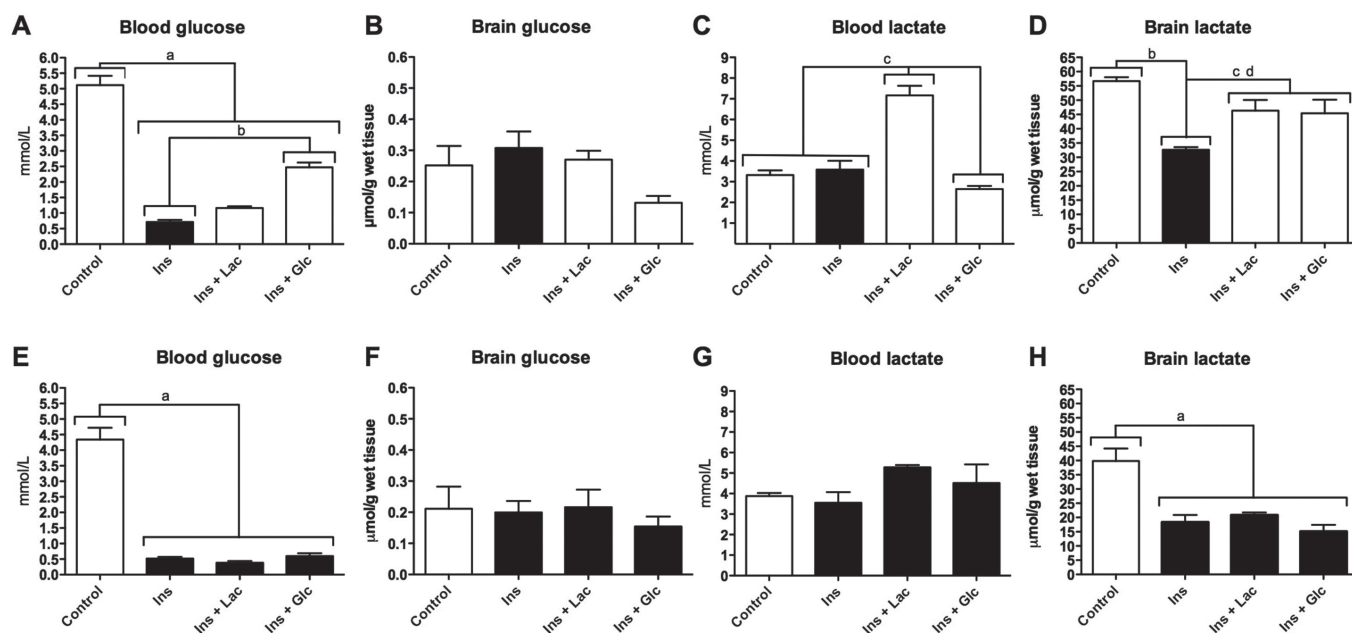 A Blood glucose
mmol/L
6.0
5.5
5.0
4.5
4.0
3.5
3.0
2.5
2.0
1.5
1.0
0.5
0.0
a
b
Control
Ins
Ins + Lac
Ins + Glc
B Brain glucose
µmol/g wet tissue
0.6
0.5
0.4
0.3
0.2
0.1
0.0
Control
Ins
Ins + Lac
Ins + Glc
C Blood lactate
mmol/L
9
8
7
6
5
4
3
2
1
c
Control
Ins
Ins + Lac
Ins + Glc
D Brain lactate
µmol/g wet tissue
65
60
55
50
45
40
35
30
25
20
15
10
5
0
b
c d
Control
Ins
Ins + Lac
Ins + Glc
E Blood glucose
mmol/L
6.0
5.5
5.0
4.5
4.0
3.5
3.0
2.5
2.0
1.5
1.0
0.5
0.0
a
Control
Ins
Ins + Lac
Ins + Glc
F Brain glucose
µmol/g wet tissue
0.6
0.5
0.4
0.3
0.2
0.1
0.0
Control
Ins
Ins + Lac
Ins + Glc
G Blood lactate
mmol/L
9
8
7
6
5
4
3
2
1
0
Control
Ins
Ins + Lac
Ins + Glc
H Brain lactate
µmol/g wet tissue
65
60
55
50
45
40
35
30
25
20
15
10
5
0
a
Control
Ins
Ins + Lac
Ins + Glc